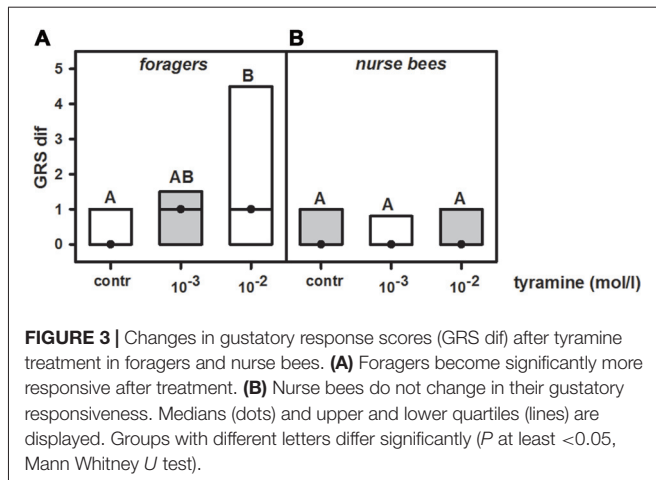 A
B
foragers
nurse bees
5
4
3
2
1
0
GRS dif
A
AB
B
A
A
A
contr
10⁻³
10⁻²
contr
10⁻³
10⁻²
tyramine (mol/l)
FIGURE 3 | Changes in gustatory response scores (GRS dif) after tyramine
treatment in foragers and nurse bees. (A) Foragers become significantly more
responsive after treatment. (B) Nurse bees do not change in their gustatory
responsiveness. Medians (dots) and upper and lower quartiles (lines) are
displayed. Groups with different letters differ significantly (P at least <0.05,
Mann Whitney U test).